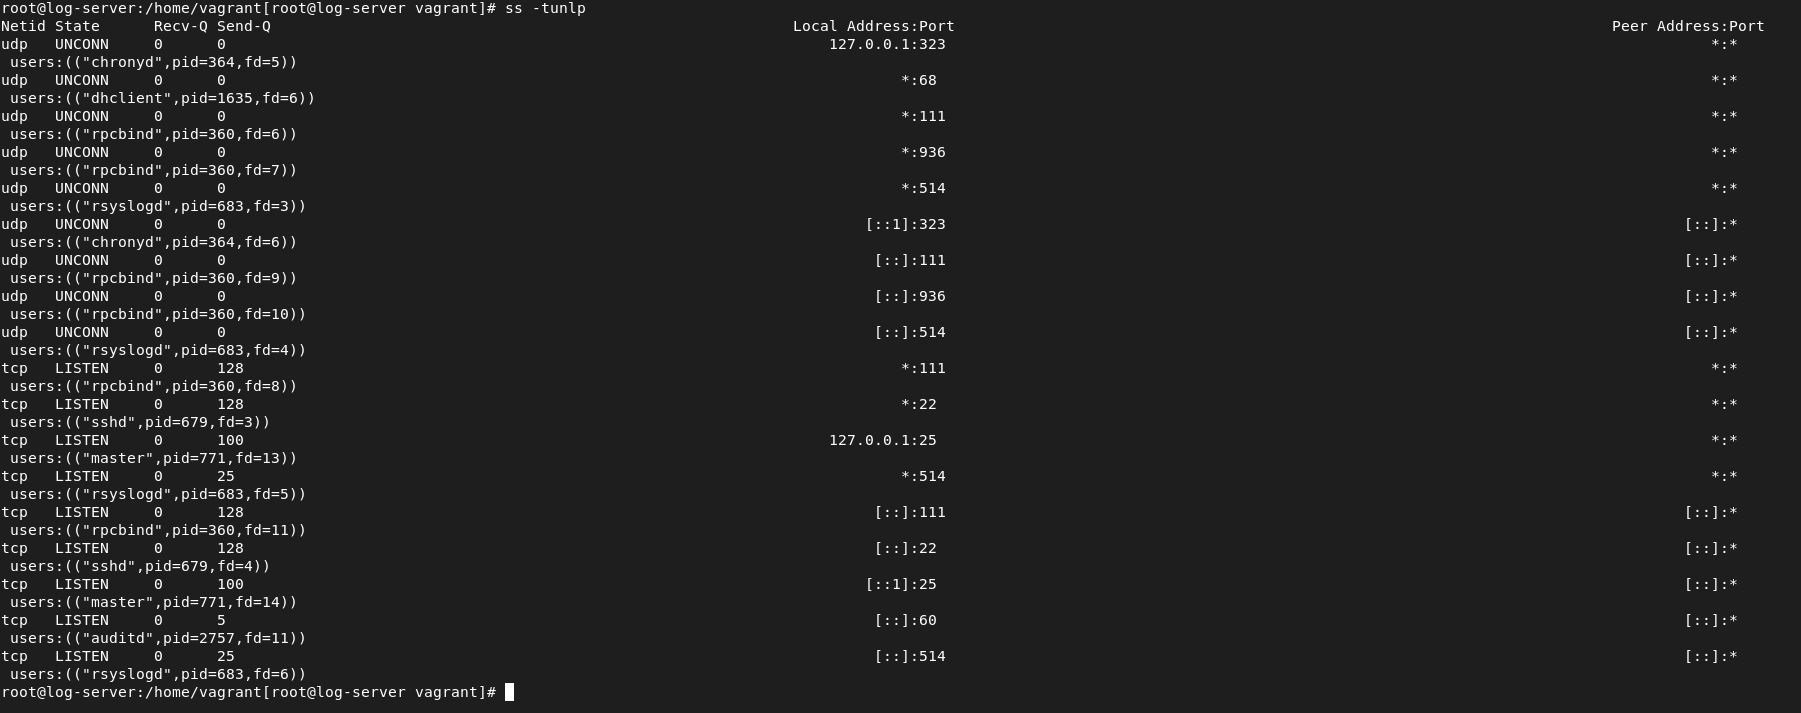 root@log-server:/home/vagrant[root@log-server vagrant]# ss -tunlp
Netid State      Recv-Q Send-Q                                                          Local Address:Port                                                                         Peer Address:Port
udp   UNCONN     0      0                                                                   127.0.0.1:323                                                                                     *:*
 users:(("chronyd",pid=364,fd=5))
udp   UNCONN     0      0                                                                           *:68                                                                                      *:*
 users:(("dhclient",pid=1635,fd=6))
udp   UNCONN     0      0                                                                           *:111                                                                                     *:*
 users:(("rpcbind",pid=360,fd=6))
udp   UNCONN     0      0                                                                           *:936                                                                                     *:*
 users:(("rpcbind",pid=360,fd=7))
udp   UNCONN     0      0                                                                           *:514                                                                                     *:*
 users:(("rsyslogd",pid=683,fd=3))
udp   UNCONN     0      0                                                                       [::1]:323                                                                                  [::]:*
 users:(("chronyd",pid=364,fd=6))
udp   UNCONN     0      0                                                                        [::]:111                                                                                  [::]:*
 users:(("rpcbind",pid=360,fd=9))
udp   UNCONN     0      0                                                                        [::]:936                                                                                  [::]:*
 users:(("rpcbind",pid=360,fd=10))
udp   UNCONN     0      0                                                                        [::]:514                                                                                  [::]:*
 users:(("rsyslogd",pid=683,fd=4))
tcp   LISTEN     0      128                                                                         *:111                                                                                     *:*
 users:(("rpcbind",pid=360,fd=8))
tcp   LISTEN     0      128                                                                         *:22                                                                                      *:*
 users:(("sshd",pid=679,fd=3))
tcp   LISTEN     0      100                                                                 127.0.0.1:25                                                                                      *:*
 users:(("master",pid=771,fd=13))
tcp   LISTEN     0      25                                                                          *:514                                                                                     *:*
 users:(("rsyslogd",pid=683,fd=5))
tcp   LISTEN     0      128                                                                      [::]:111                                                                                  [::]:*
 users:(("rpcbind",pid=360,fd=11))
tcp   LISTEN     0      128                                                                      [::]:22                                                                                   [::]:*
 users:(("sshd",pid=679,fd=4))
tcp   LISTEN     0      100                                                                     [::1]:25                                                                                   [::]:*
 users:(("master",pid=771,fd=14))
tcp   LISTEN     0      5                                                                        [::]:60                                                                                   [::]:*
 users:(("auditd",pid=2757,fd=11))
tcp   LISTEN     0      25                                                                       [::]:514                                                                                  [::]:*
 users:(("rsyslogd",pid=683,fd=6))
root@log-server:/home/vagrant[root@log-server vagrant]#